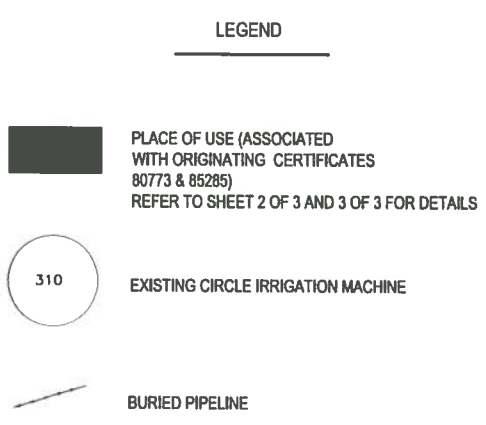 LEGEND
PLACE OF USE (ASSOCIATED
WITH ORIGINATING CERTIFICATES
80773 & 85285)
REFER TO SHEET 2 OF 3 AND 3 OF 3 FOR DETAILS
310
EXISTING CIRCLE IRRIGATION MACHINE
BURIED PIPELINE